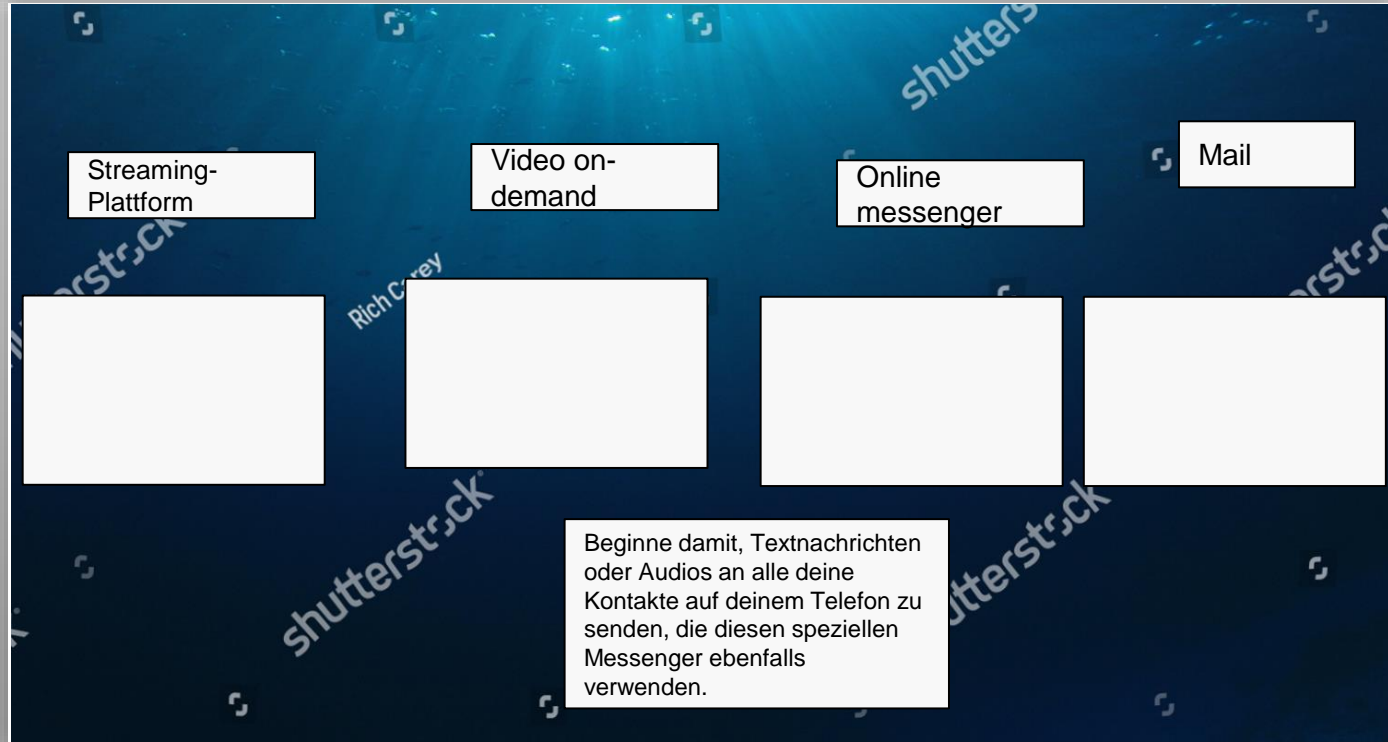 shutterstock
Streaming-
Plattform
Video on-
demand
Online
messenger
Mail
Rich Carey
shutterstock
Beginne damit, Textnachrichten
oder Audios an alle deine
Kontakte auf deinem Telefon zu
senden, die diesen speziellen
Messenger ebenfalls
verwenden.